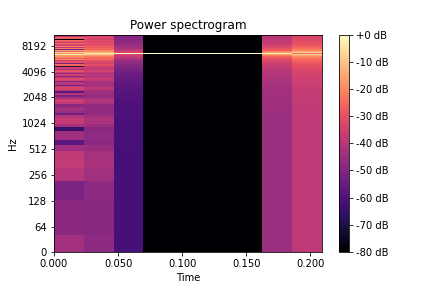 Power spectrogram
8192
4096
2048
1024
512
256
128
64
0
Hz
0.000 0.050 0.100 0.150 0.200
Time
+0 dB
-10 dB
-20 dB
-30 dB
-40 dB
-50 dB
-60 dB
-70 dB
-80 dB